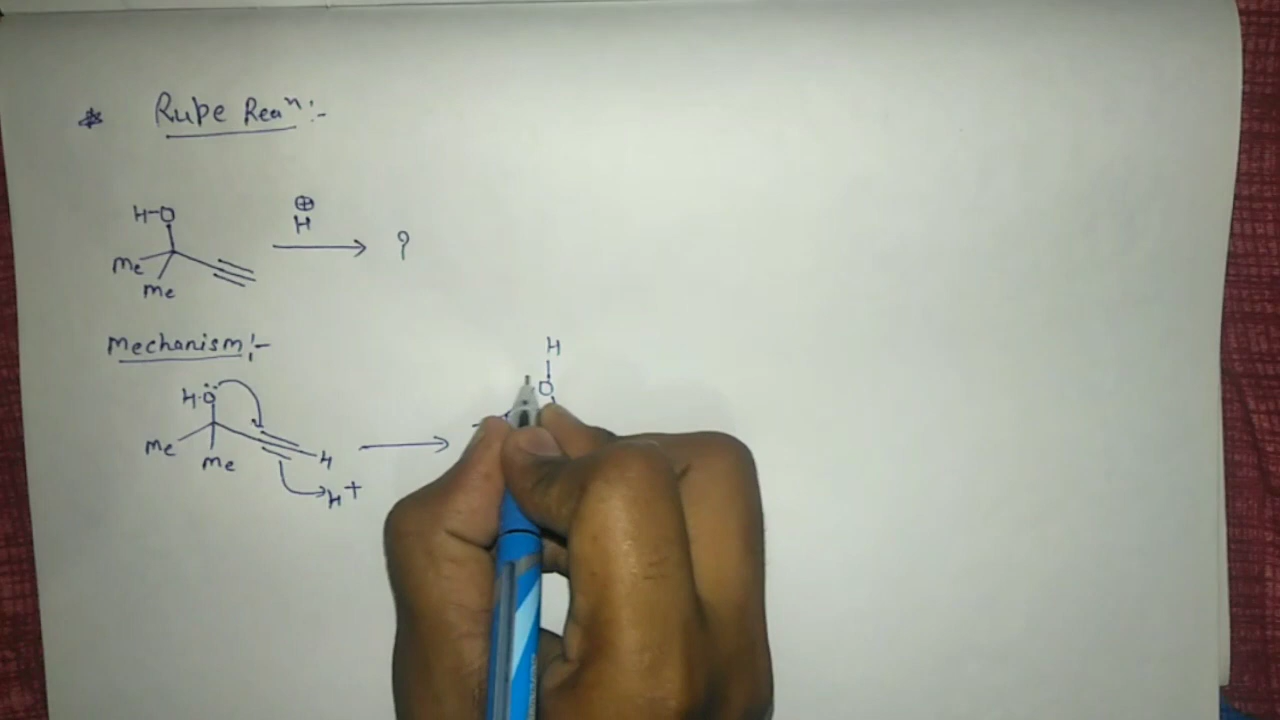 * Rupe Reaⁿ:-
⊕
H-O H ?
Me
Me
Mechanism:-
H
H-Ö O
Me
Me H
H+